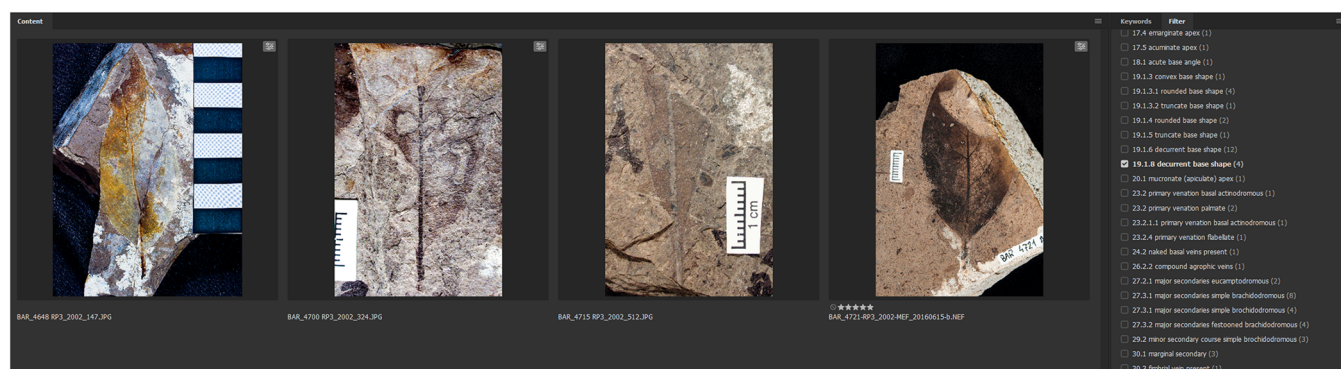 Content
Keywords Filter
BAR_4648 RP3_2002_147.JPG
BAR_4700 RP3_2002_324.JPG
1 cm
BAR_4715 RP3_2002_512.JPG
BAR 4721
BAR_4721-RP3_2002-MEF_20160615-b.NEF
17.4 emarginate apex (1)
17.5 acuminate apex (1)
18.1 acute base angle (1)
19.1.3 convex base shape (1)
19.1.3.1 rounded base shape (4)
19.1.3.2 truncate base shape (1)
19.1.4 rounded base shape (2)
19.1.5 truncate base shape (1)
19.1.6 decurrent base shape (12)
19.1.8 decurrent base shape (4)
20.1 mucronate (apiculate) apex (1)
23.2 primary venation basal actinodromous (1)
23.2 primary venation palmate (2)
23.2.1.1 primary venation basal actinodromous (1)
23.2.4 primary venation flabellate (1)
24.2 naked basal veins present (1)
26.2.2 compound agrophic veins (1)
27.2.1 major secondaries eucamptodromous (2)
27.3.1 major secondaries simple brachidodromous (8)
27.3.1 major secondaries simple brochidodromous (4)
27.3.2 major secondaries festooned brachidodromous (4)
29.2 minor secondary course simple brochidodromous (3)
30.1 marginal secondary (3)
30.2 fimbrial vein present (1)